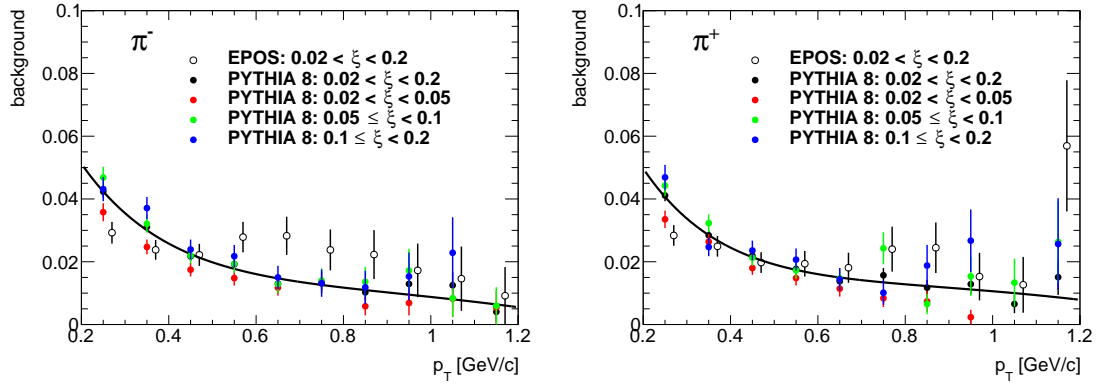 background
0.1
0.08
0.06
0.04
0.02
0
π-
EPOS: 0.02 < ξ < 0.2
PYTHIA 8: 0.02 < ξ < 0.2
PYTHIA 8: 0.02 < ξ < 0.05
PYTHIA 8: 0.05 ≤ ξ < 0.1
PYTHIA 8: 0.1 ≤ ξ < 0.2
0.2 0.4 0.6 0.8 1 1.2
pT [GeV/c]
background
0.1
0.08
0.06
0.04
0.02
0
π+
EPOS: 0.02 < ξ < 0.2
PYTHIA 8: 0.02 < ξ < 0.2
PYTHIA 8: 0.02 < ξ < 0.05
PYTHIA 8: 0.05 ≤ ξ < 0.1
PYTHIA 8: 0.1 ≤ ξ < 0.2
0.2 0.4 0.6 0.8 1 1.2
pT [GeV/c]